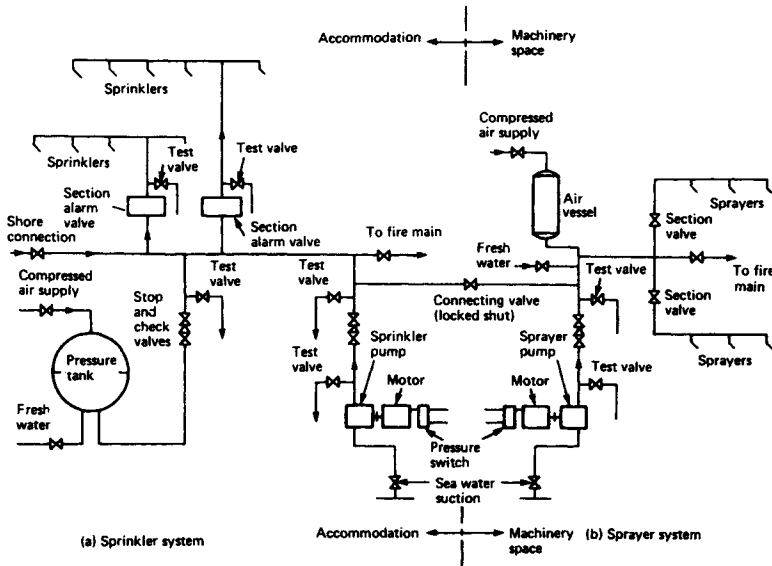 Accommodation
Machinery
space
Sprinklers
Compressed
air supply
Sprinklers
Test
valve
Test valve
Section
alarm
valve
Air
vessel
Sprayers
Section
valve
Shore
connection
Section
alarm valve
To fire main
Fresh
water
Test
valve
To fire
main
Compressed
air supply
Stop
and
check
valves
Test
valve
Test
valve
Connecting valve
(locked shut)
Section
valve
Pressure
tank
Sprinkler
pump
Sprayer
pump
Sprayers
Test
valve
Motor
Motor
Test valve
Fresh
water
Pressure
switch
Sea water
suction
(a) Sprinkler system
Accommodation
Machinery
space
(b) Sprayer system